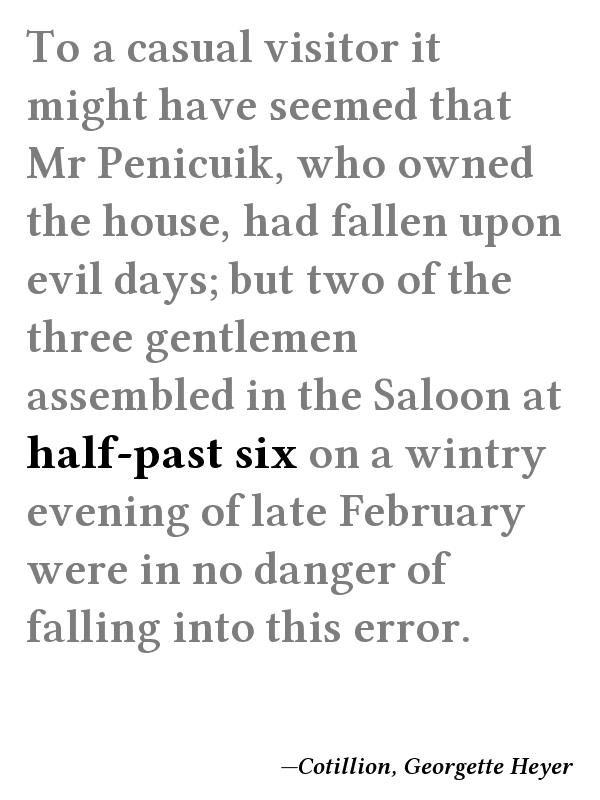 To a casual visitor it
might have seemed that
Mr Penicuik, who owned
the house, had fallen upon
evil days; but two of the
three gentlemen
assembled in the Saloon at
half-past six on a wintry
evening of late February
were in no danger of
falling into this error.
—Cotillion, Georgette Heyer